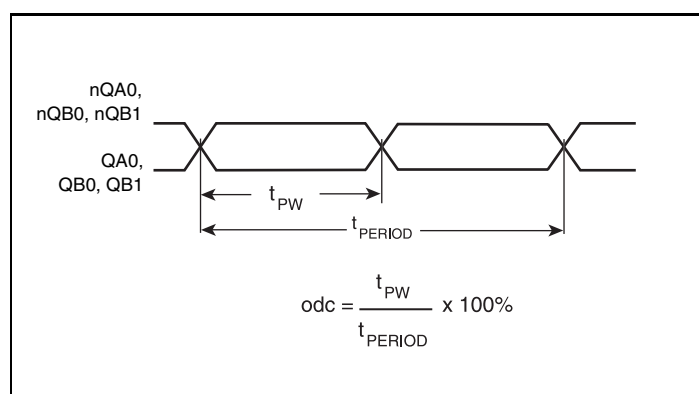 nQA0,
nQB0, nQB1
QA0,
QB0, QB1
tPW
tPERIOD
odc = tPW / tPERIOD x 100%